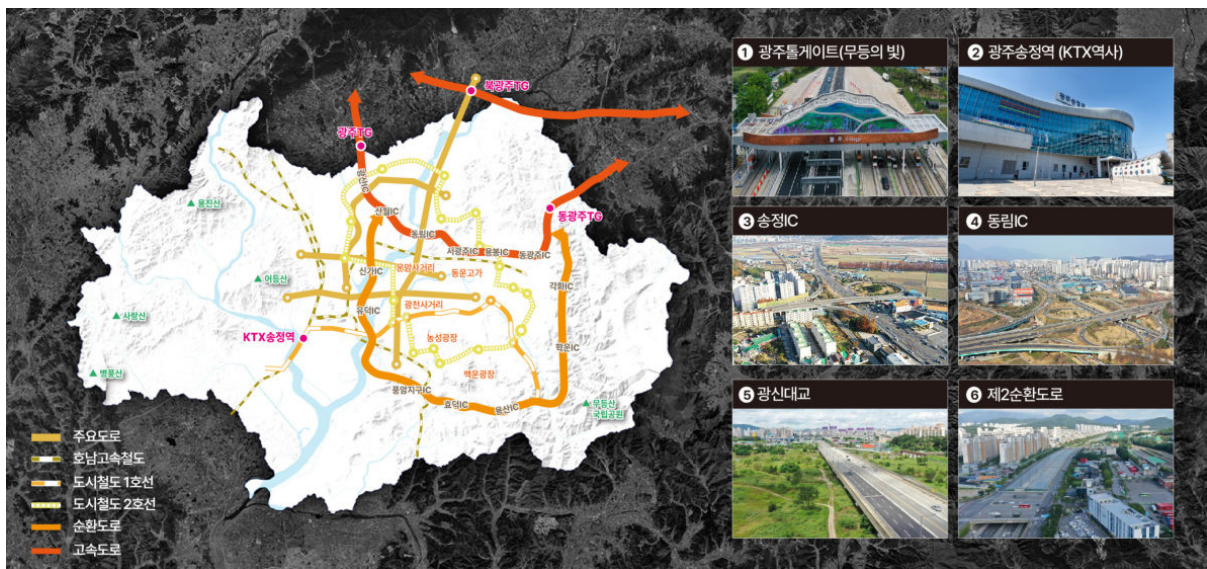 북광주TG
광주TG
광산IC
용진산
산월IC
동광주TG
동림IC
서광주IC
용봉IC
동광주IC
신가IC
운암사거리
동운고가
어등산
각화IC
유덕IC
광천사거리
사랑산
KTX송정역
농성광장
학운IC
병풍산
백운광장
풍암지구IC
효덕IC
용산IC
무등산
국립공원
주요도로
호남고속철도
도시철도 1호선
도시철도 2호선
순환도로
고속도로
1 광주톨게이트(무등의 빛)
2 광주송정역 (KTX역사)
3 송정IC
4 동림IC
5 광신대교
6 제2순환도로